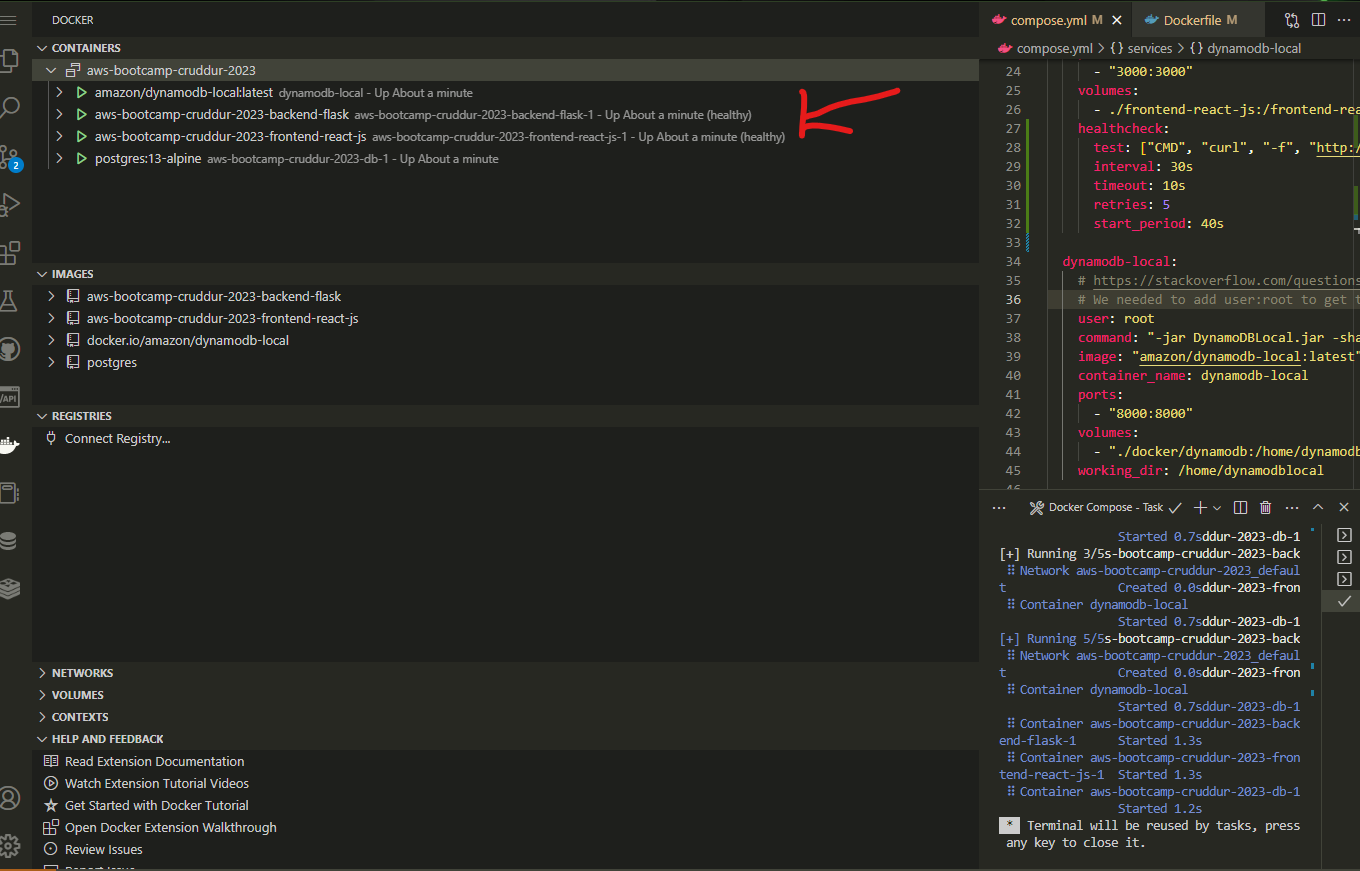 DOCKER
CONTAINERS
aws-bootcamp-cruddur-2023
amazon/dynamodb-local:latest dynamodb-local - Up About a minute
aws-bootcamp-cruddur-2023-backend-flask aws-bootcamp-cruddur-2023-backend-flask-1 - Up About a minute (healthy)
aws-bootcamp-cruddur-2023-frontend-react-js aws-bootcamp-cruddur-2023-frontend-react-js-1 - Up About a minute (healthy)
postgres:13-alpine aws-bootcamp-cruddur-2023-db-1 - Up About a minute
2
/API
IMAGES
aws-bootcamp-cruddur-2023-backend-flask
aws-bootcamp-cruddur-2023-frontend-react-js
docker.io/amazon/dynamodb-local
postgres
REGISTRIES
Connect Registry...
NETWORKS
VOLUMES
CONTEXTS
HELP AND FEEDBACK
Read Extension Documentation
Watch Extension Tutorial Videos
Get Started with Docker Tutorial
Open Docker Extension Walkthrough
Review Issues
Report Issue
compose.yml M Dockerfile M
compose.yml > {} services > {} dynamodb-local
24 - "3000:3000"
25 volumes:
26 - ./frontend-react-js:/frontend-rea
27 healthcheck:
28 test: ["CMD", "curl", "-f", "http:/
29 interval: 30s
30 timeout: 10s
31 retries: 5
32 start_period: 40s
33
34 dynamodb-local:
35 # https://stackoverflow.com/questions
36 # We needed to add user:root to get t
37 user: root
38 command: "-jar DynamoDBLocal.jar -sha
39 image: "amazon/dynamodb-local:latest"
40 container_name: dynamodb-local
41 ports:
42 - "8000:8000"
43 volumes:
44 - "./docker/dynamodb:/home/dynamodb
45 working_dir: /home/dynamodblocal
46
Docker Compose - Task
Started 0.7sddur-2023-db-1
[+] Running 3/5s-bootcamp-cruddur-2023-back
⠿ Network aws-bootcamp-cruddur-2023_defaul
t Created 0.0sddur-2023-fron
⠿ Container dynamodb-local
Started 0.7sddur-2023-db-1
[+] Running 5/5s-bootcamp-cruddur-2023-back
⠿ Network aws-bootcamp-cruddur-2023_defaul
t Created 0.0sddur-2023-fron
⠿ Container dynamodb-local
Started 0.7sddur-2023-db-1
⠿ Container aws-bootcamp-cruddur-2023-back
end-flask-1 Started 1.3s
⠿ Container aws-bootcamp-cruddur-2023-fron
tend-react-js-1 Started 1.3s
⠿ Container aws-bootcamp-cruddur-2023-db-1
Started 1.2s
* Terminal will be reused by tasks, press
any key to close it.